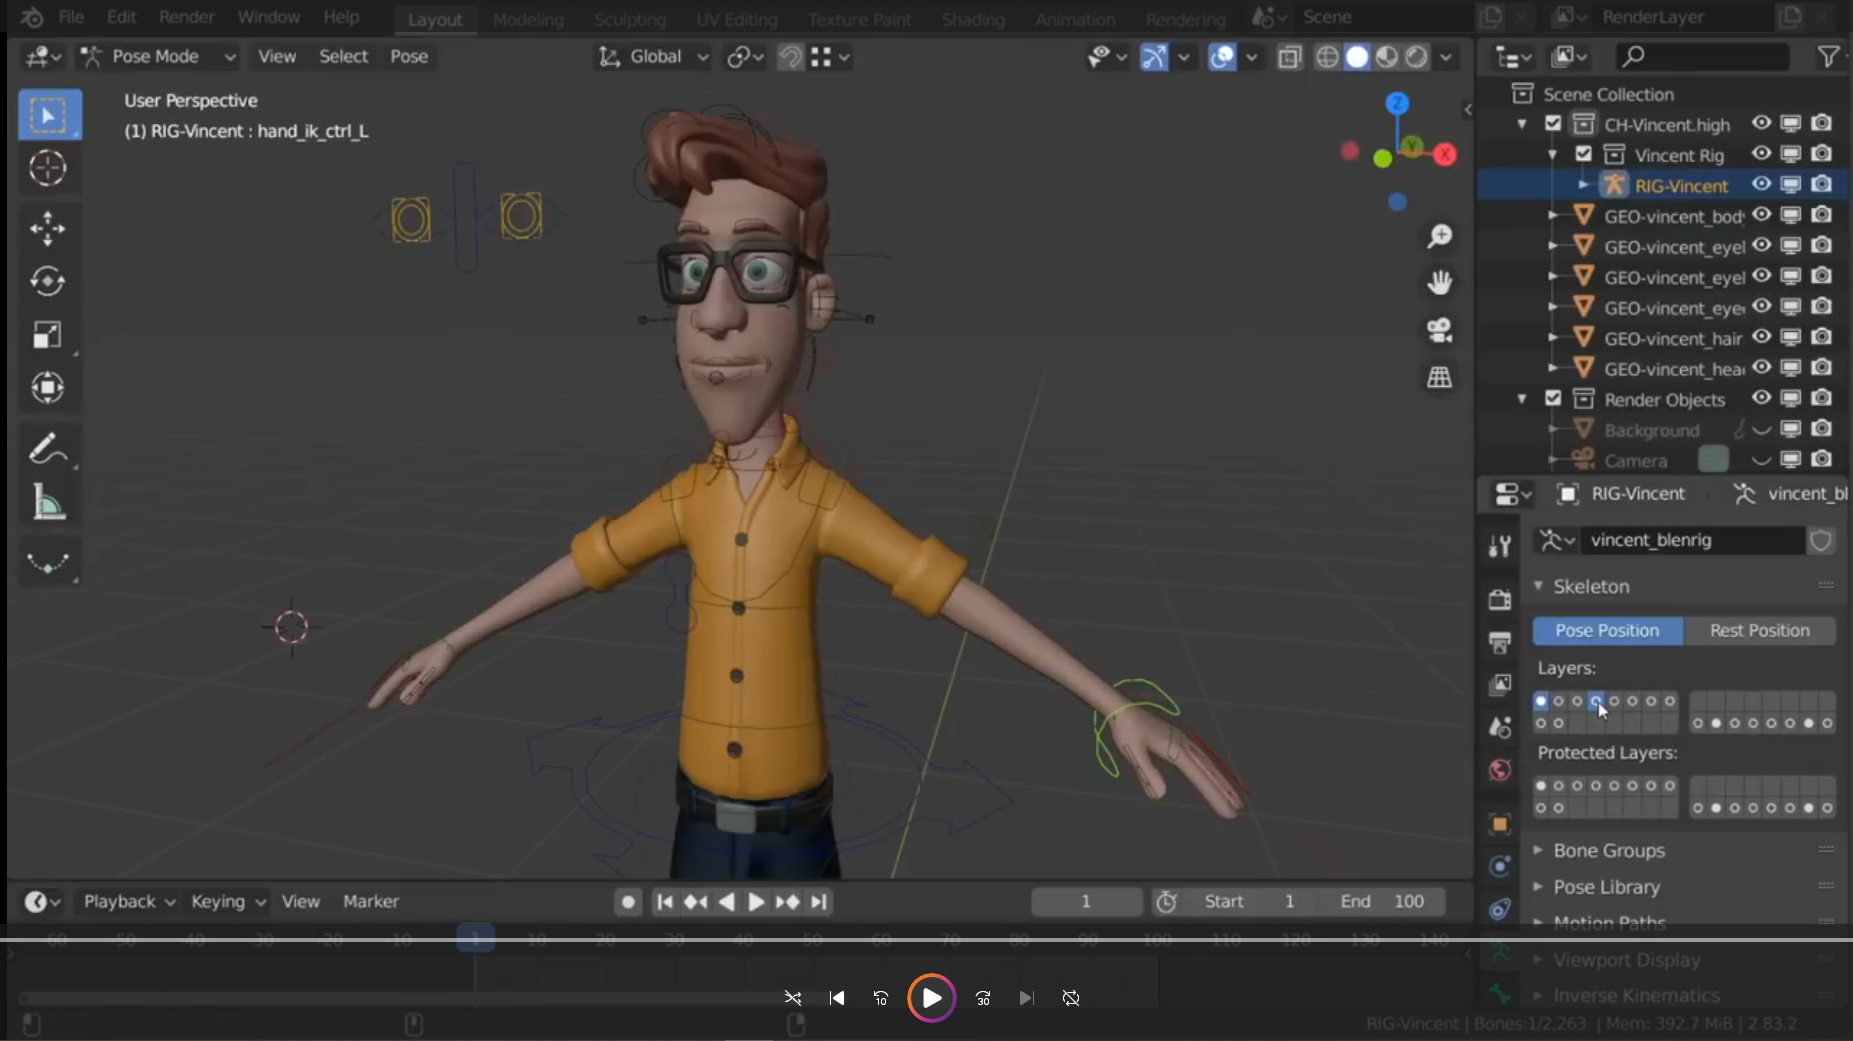 File Edit Render Window Help Layout Modeling Sculpting UV Editing Texture Paint Shading Animation Rendering Scene RenderLayer
Pose Mode View Select Pose Global
User Perspective
(1) RIG-Vincent : hand_ik_ctrl_L
Z
Y
X
Scene Collection
CH-Vincent.high
Vincent Rig
RIG-Vincent
GEO-vincent_body
GEO-vincent_eyel
GEO-vincent_eyel
GEO-vincent_eye
GEO-vincent_hair
GEO-vincent_hea
Render Objects
Background
Camera
RIG-Vincent vincent_bl
vincent_blenrig
Skeleton
Pose Position Rest Position
Layers:
Protected Layers:
Bone Groups
Pose Library
Motion Paths
Viewport Display
Inverse Kinematics
Playback Keying View Marker 1 Start 1 End 100
-60 -50 -40 -30 -20 -10 1 10 20 30 40 50 60 70 80 90 100 110 120 130 140
10 30
RIG-Vincent | Bones:1/2,263 | Mem: 392.7 MiB | 2.83.2